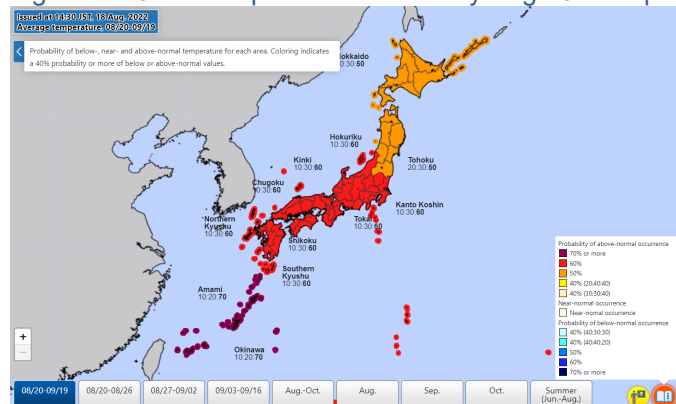 Issued at 14:30 JST, 18 Aug. 2022
Average temperature, 08/20-09/19
Probability of below-, near- and above-normal temperature for each area. Coloring indicates
a 40% probability or more of below or above-normal values.
okkaido
0:30:50
Hokuriku
10:30:60
Kinki
10:30:60
Tohoku
20:30:50
Chugoku
10:30:60
Kanto Koshin
10:30:60
Northern
Kyushu
10:30:60
Tokai
10:30:60
Shikoku
10:30:60
Southern
Kyushu
10:30:60
Amami
10:20:70
Okinawa
10:20:70
Probability of above-normal occurrence
70% or more
60%
50%
40% (20:40:40)
40% (30:30:40)
Near-normal occurrence
Near-normal occurrence
Probability of below-normal occurrence
40% (40:30:30)
40% (40:40:20)
50%
60%
70% or more
+
−
08/20-09/19
08/20-08/26
08/27-09/02
09/03-09/16
Aug.-Oct.
Aug.
Sep.
Oct.
Summer
(Jun.-Aug.)